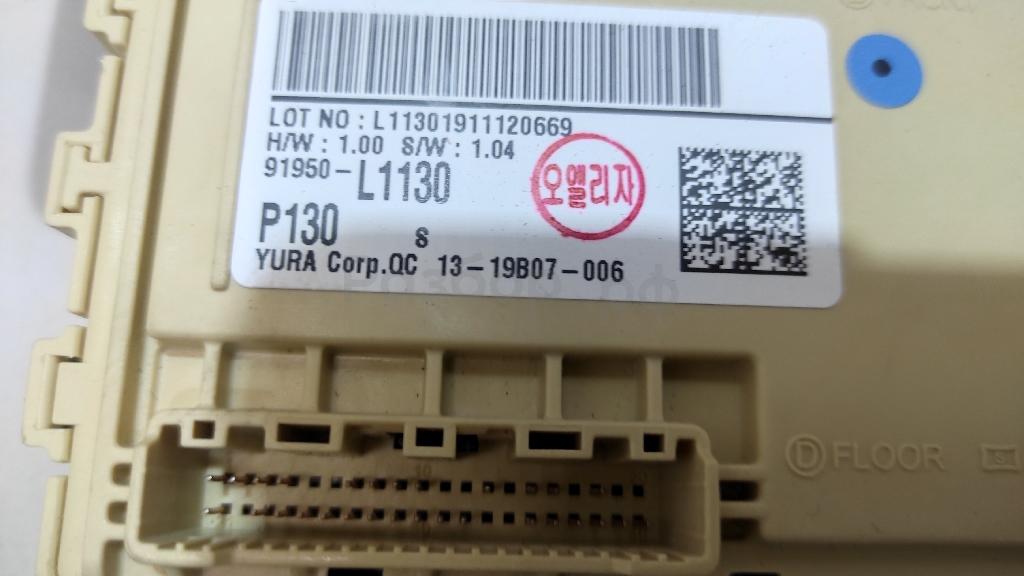 LOT NO : L11301911120669
H/W : 1.00 S/W : 1.04
91950-L1130
오엘리자
P130 S
YURA Corp.QC 13-19B07-006
D FLOOR